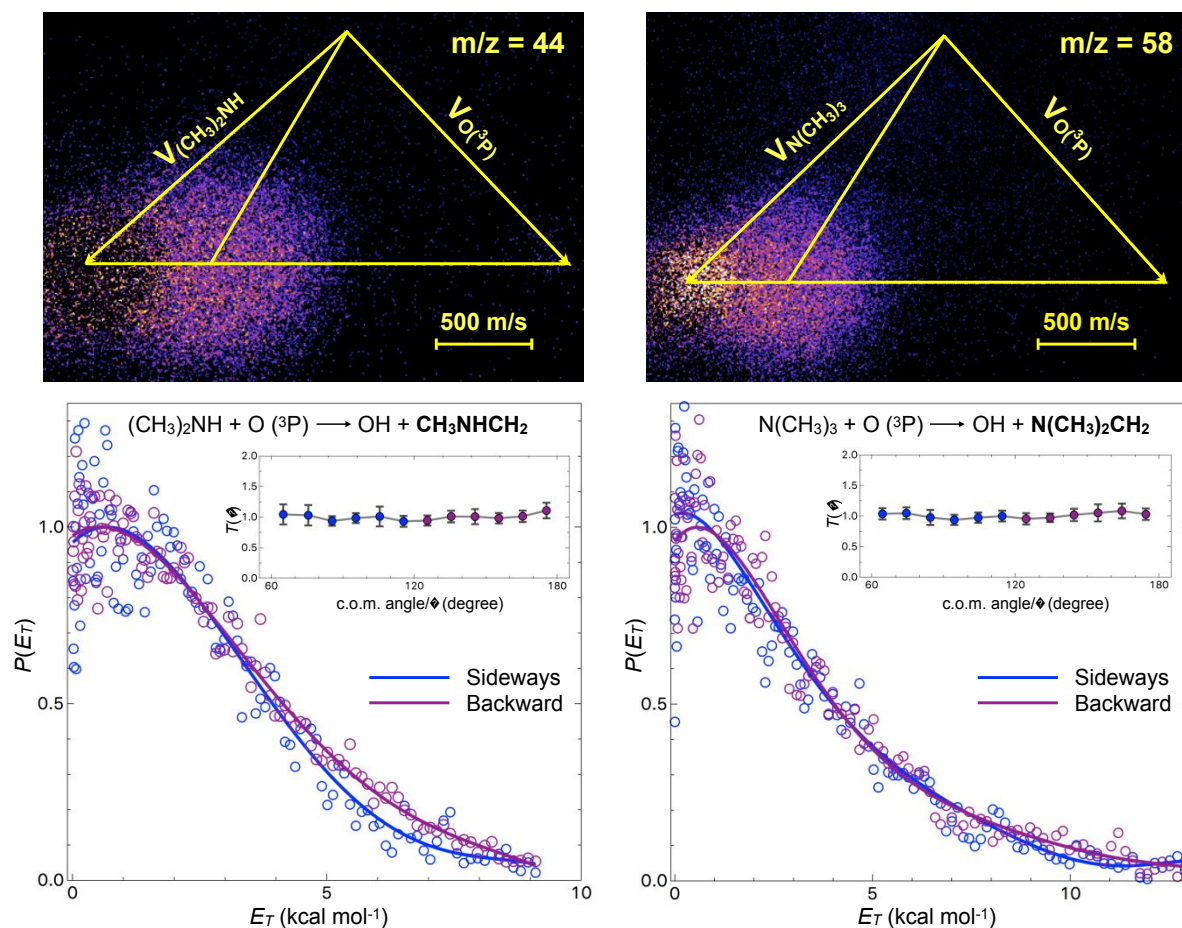 m/z = 44
V(CH₃)₂NH
VO(³P)
500 m/s
m/z = 58
VN(CH₃)₃
VO(³P)
500 m/s
(CH₃)₂NH + O (³P) ⟶ OH + CH₃NHCH₂
2.0
1.5
T(�)
1.0
0.5
0.0
60
120
180
c.o.m. angle/� (degree)
1.0
P(ET)
0.5
0.0
Sideways
Backward
0
5
10
ET (kcal mol⁻¹)
N(CH₃)₃ + O (³P) ⟶ OH + N(CH₃)₂CH₂
2.0
1.5
T(�)
1.0
0.5
0.0
60
120
180
c.o.m. angle/� (degree)
1.0
P(ET)
0.5
0.0
Sideways
Backward
0
5
10
ET (kcal mol⁻¹)